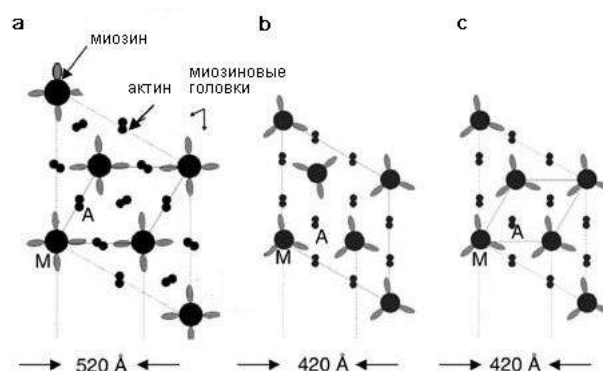 a
миозин
актин
миозиновые
головки
A
M
520 Å
b
A
M
420 Å
c
A
M
420 Å